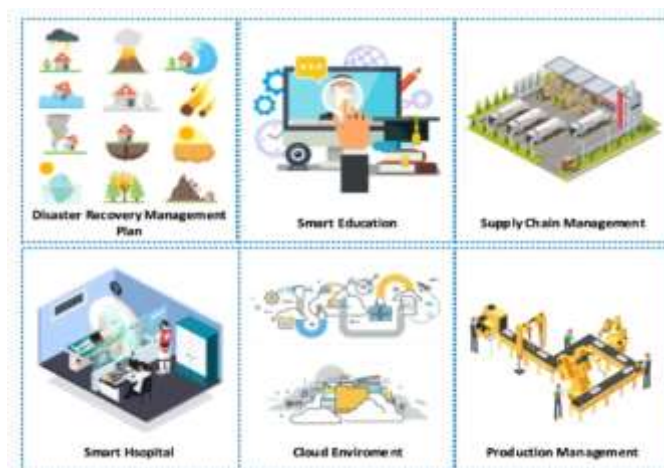 Disaster Recovery Management
Plan
Smart Education
Supply Chain Management
Smart Hsopital
Cloud Enviroment
Production Management